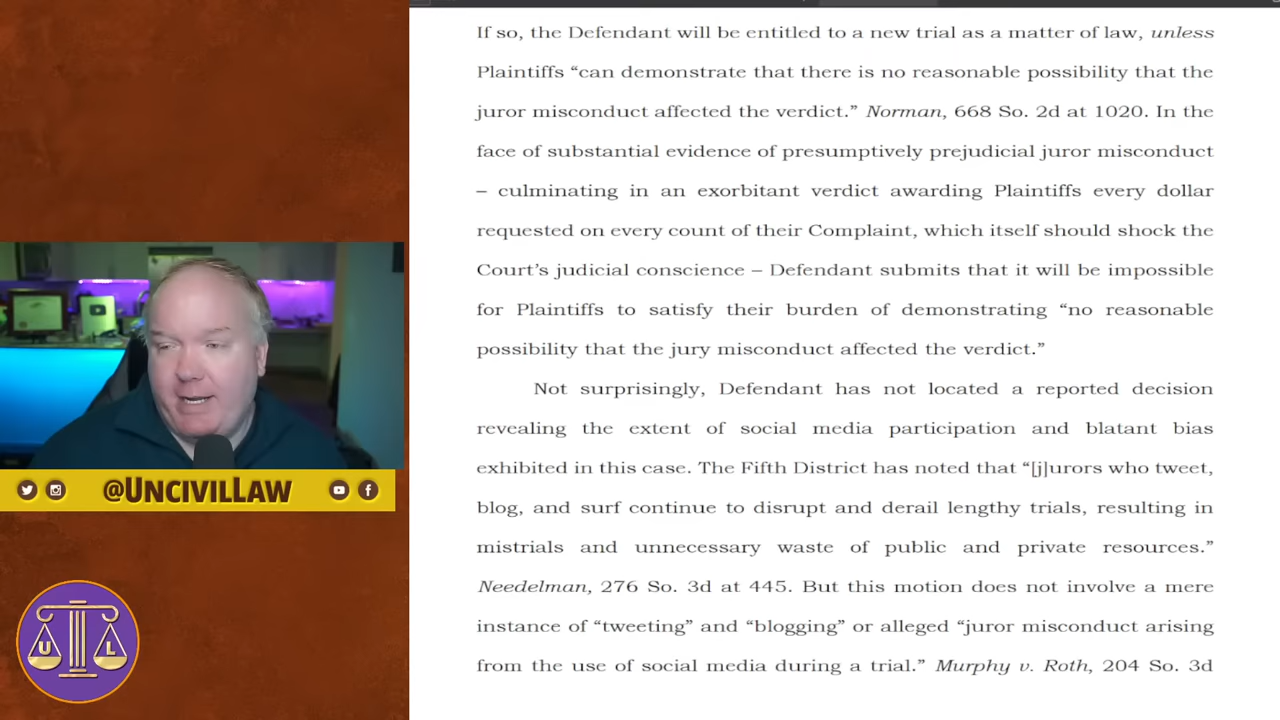 If so, the Defendant will be entitled to a new trial as a matter of law, unless
Plaintiffs “can demonstrate that there is no reasonable possibility that the
juror misconduct affected the verdict.” Norman, 668 So. 2d at 1020. In the
face of substantial evidence of presumptively prejudicial juror misconduct
– culminating in an exorbitant verdict awarding Plaintiffs every dollar
requested on every count of their Complaint, which itself should shock the
Court’s judicial conscience – Defendant submits that it will be impossible
for Plaintiffs to satisfy their burden of demonstrating “no reasonable
possibility that the jury misconduct affected the verdict.”
Not surprisingly, Defendant has not located a reported decision
revealing the extent of social media participation and blatant bias
exhibited in this case. The Fifth District has noted that “[j]urors who tweet,
blog, and surf continue to disrupt and derail lengthy trials, resulting in
mistrials and unnecessary waste of public and private resources.”
Needelman, 276 So. 3d at 445. But this motion does not involve a mere
instance of “tweeting” and “blogging” or alleged “juror misconduct arising
from the use of social media during a trial.” Murphy v. Roth, 204 So. 3d
@UNCIVILLAW
U L